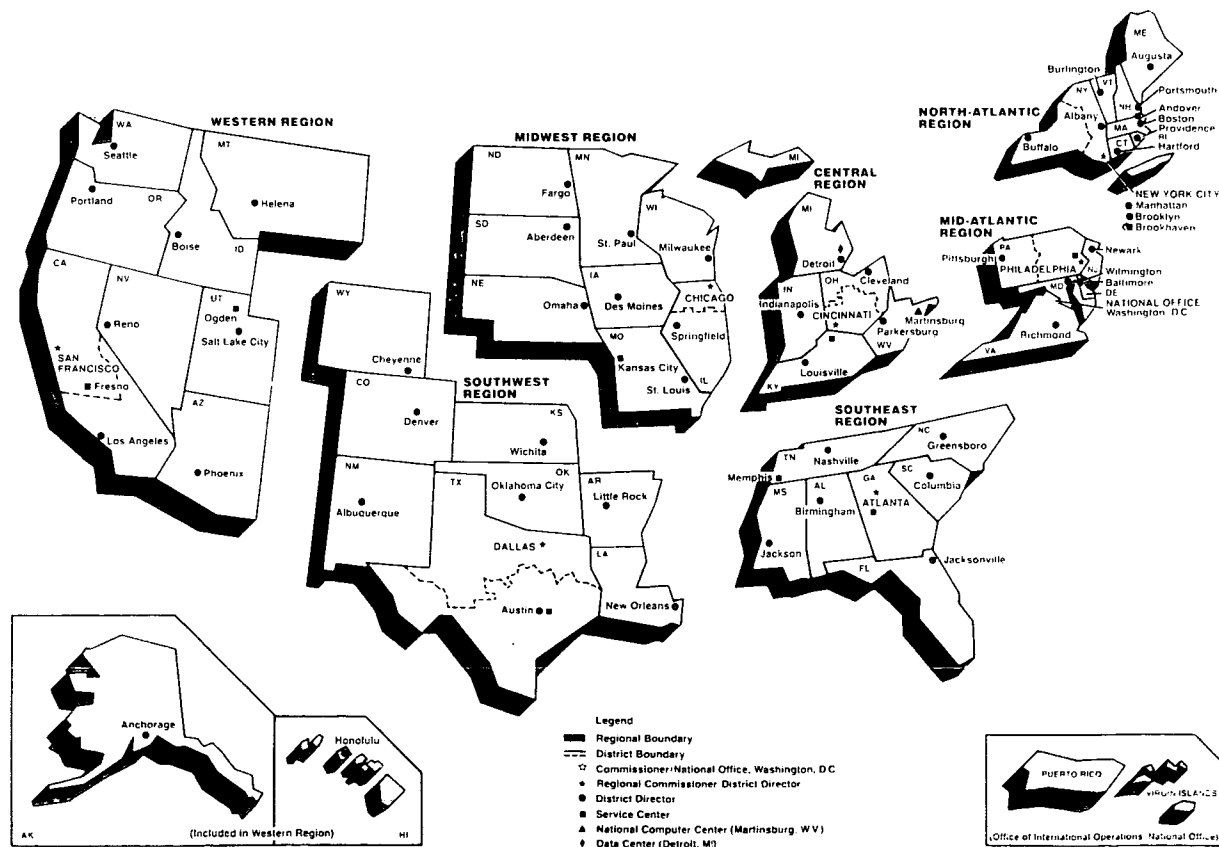 WESTERN REGION
WA
Seattle
MT
Helena
Portland
OR
Boise
ID
CA
NV
UT
Ogden
Salt Lake City
Reno
SAN
FRANCISCO
Fresno
AZ
Los Angeles
Phoenix
MIDWEST REGION
ND
MN
Fargo
SD
Aberdeen
St. Paul
WI
Milwaukee
NE
Omaha
IA
Des Moines
CHICAGO
MO
Springfield
Kansas City
St. Louis
IL
SOUTHWEST
REGION
WY
Cheyenne
CO
Denver
KS
Wichita
NM
Albuquerque
TX
OK
Oklahoma City
AR
Little Rock
DALLAS
LA
Austin
New Orleans
CENTRAL
REGION
MI
MI
Detroit
IN
OH
Cleveland
Indianapolis
CINCINNATI
Martinsburg
Parkersburg
WV
Louisville
KY
NORTH-ATLANTIC
REGION
ME
Augusta
Burlington
VT
NY
Portsmouth
NH
Andover
Albany
Boston
MA
Providence
RI
Buffalo
CT
Hartford
NEW YORK CITY
Manhattan
Brooklyn
Brookhaven
MID-ATLANTIC
REGION
PA
Newark
Pittsburgh
PHILADELPHIA
NJ
Wilmington
MD
Baltimore
DE
NATIONAL OFFICE
Washington, D.C
Richmond
VA
SOUTHEAST
REGION
NC
Greensboro
TN
Nashville
SC
Memphis
Columbia
MS
AL
GA
ATLANTA
Birmingham
Jackson
Jacksonville
FL
Anchorage
AK
Honolulu
(Included in Western Region)
HI
Legend
Regional Boundary
District Boundary
Commissioner/National Office, Washington, DC
Regional Commissioner District Director
District Director
Service Center
National Computer Center (Martinsburg, WV)
Data Center (Detroit, MI)
PUERTO RICO
VIRGIN ISLANDS
(Office of International Operations National Office)